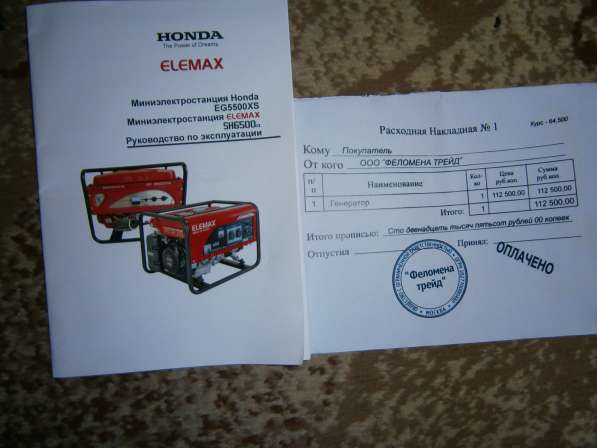 HONDA
The Power of Dreams
ELEMAX
Миниэлектростанция Honda
EG5500XS
Миниэлектростанция ELEMAX
SH6500
Руководство по эксплуатации
ELEMAX
Расходная Накладная № 1
Курс - 64,500
Кому Покупатель
От кого ООО "ФЕЛОМЕНА ТРЕЙД"
П/п Наименование Кол-во Цена руб.коп. Сумма руб.коп.
1 Генератор 1 112 500,00 112 500,00
Итого: 1 112 500,00
Итого прописью: Сто двенадцать тысяч пятьсот рублей 00 копеек
Отпустил Принял:
ОПЛАЧЕНО
"Феломена
трейд"
МОСКВА